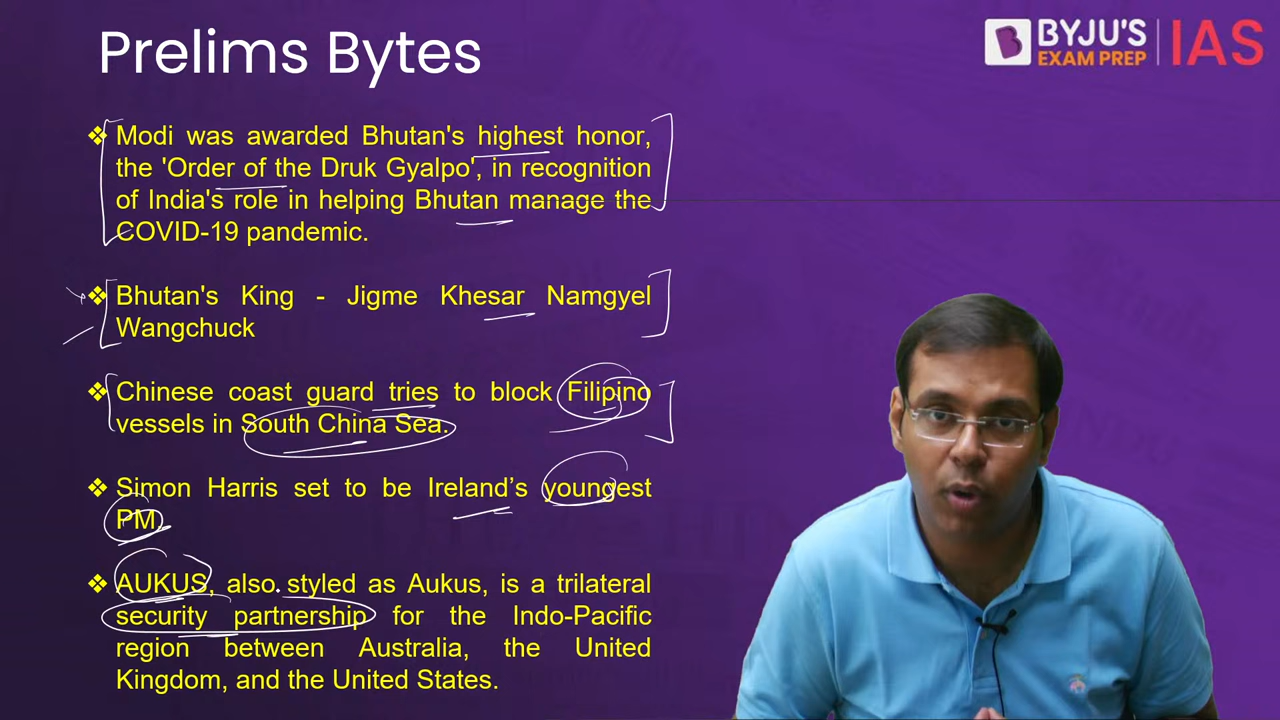 Prelims Bytes
BYJU'S
EXAM PREP
IAS
❖ Modi was awarded Bhutan's highest honor,
the 'Order of the Druk Gyalpo', in recognition
of India's role in helping Bhutan manage the
COVID-19 pandemic.
❖ Bhutan's King - Jigme Khesar Namgyel
Wangchuck
❖ Chinese coast guard tries to block Filipino
vessels in South China Sea.
❖ Simon Harris set to be Ireland’s youngest
PM.
❖ AUKUS, also styled as Aukus, is a trilateral
security partnership for the Indo-Pacific
region between Australia, the United
Kingdom, and the United States.